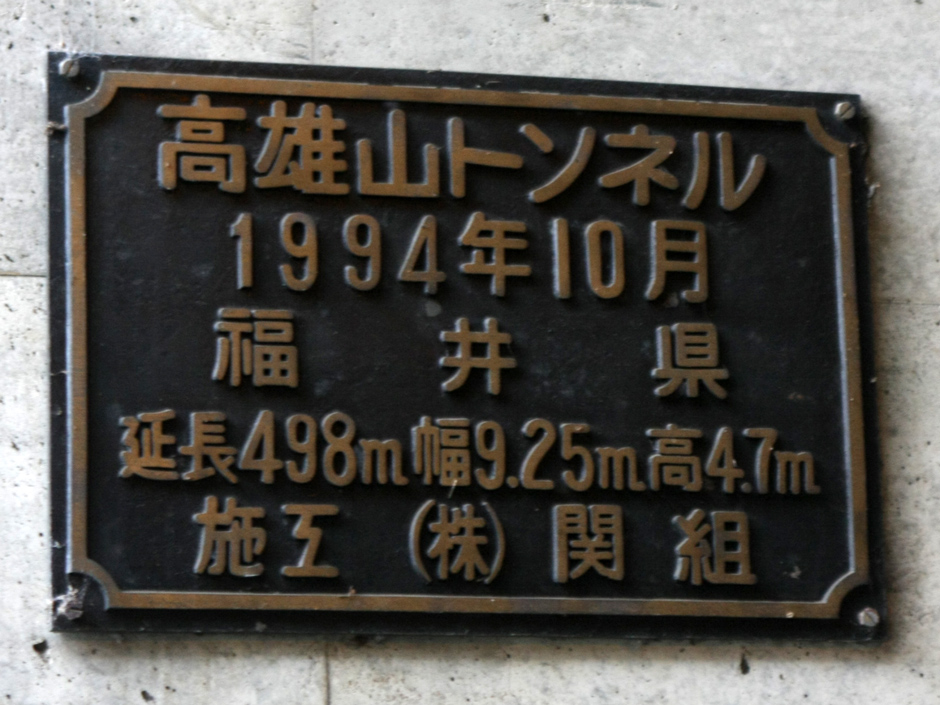 高雄山トンネル
1994年10月
福井県
延長498m幅9.25m高4.7m
施工 (株)関組